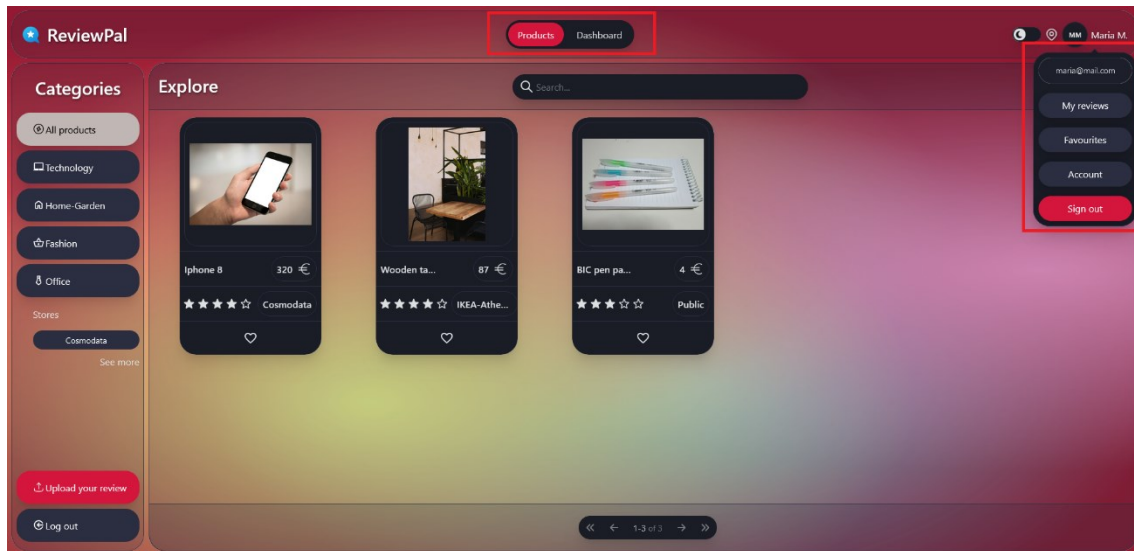 ReviewPal
Products Dashboard
MM Maria M.
maria@mail.com
My reviews
Favourites
Account
Sign out
Categories
All products
Technology
Home-Garden
Fashion
Office
Stores
Cosmodata
See more
Upload your review
Log out
Explore
Search...
Iphone 8 320 €
Cosmodata
Wooden ta... 87 €
IKEA-Athe...
BIC pen pa... 4 €
Public
1-3 of 3